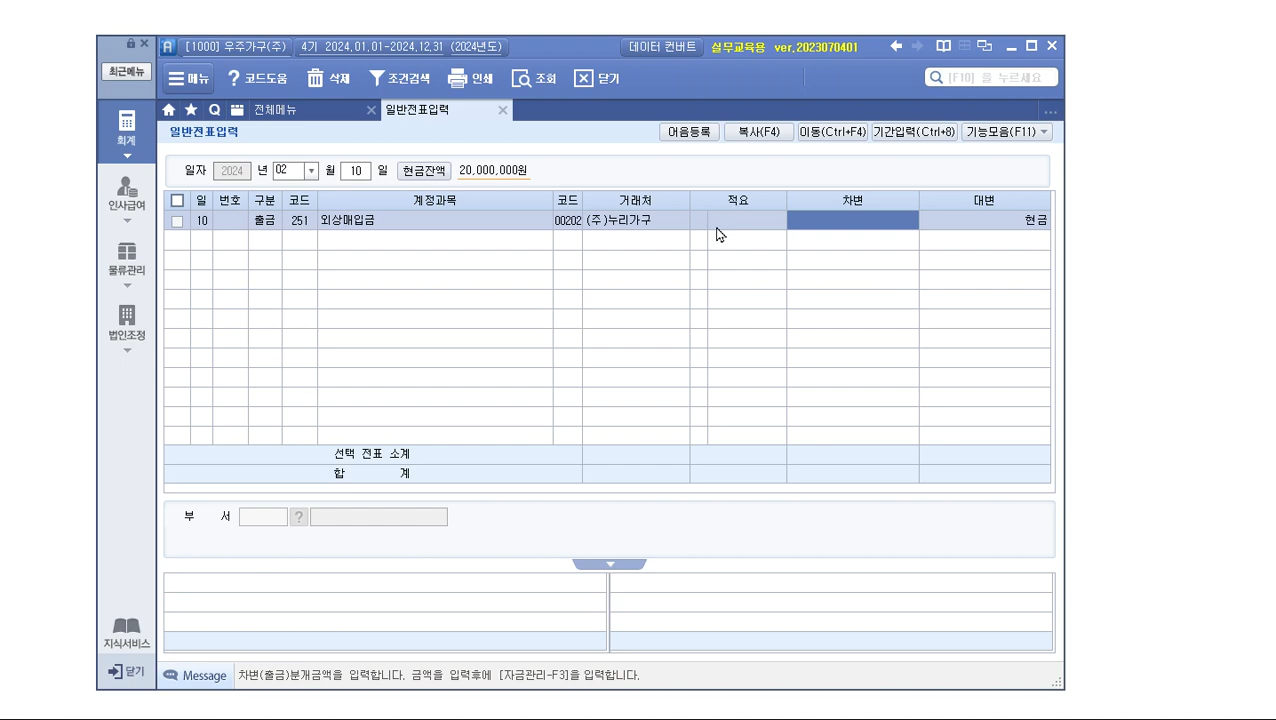 [1000] 우주가구(주) 4기 2024.01.01-2024.12.31 (2024년도) 데이터 컨버트 실무교육용 ver.2023070401
최근메뉴
메뉴 코드도움 삭제 조건검색 인쇄 조회 닫기 [F10] 을 누르세요
전체메뉴 일반전표입력
일반전표입력 어음등록 복사(F4) 이동(Ctrl+F4) 기간입력(Ctrl+8) 기능모음(F11)
회계
인사급여
물류관리
법인조정
지식서비스
닫기
일자 2024 년 02 월 10 일 현금잔액 20,000,000원
일 번호 구분 코드 계정과목 코드 거래처 적요 차변 대변
10 출금 251 외상매입금 00202 (주)누리가구 현금
선택 전표 소계
합 계
부 서 ?
Message 차변(출금)분개금액을 입력합니다. 금액을 입력후에 [자금관리-F3]을 입력합니다.